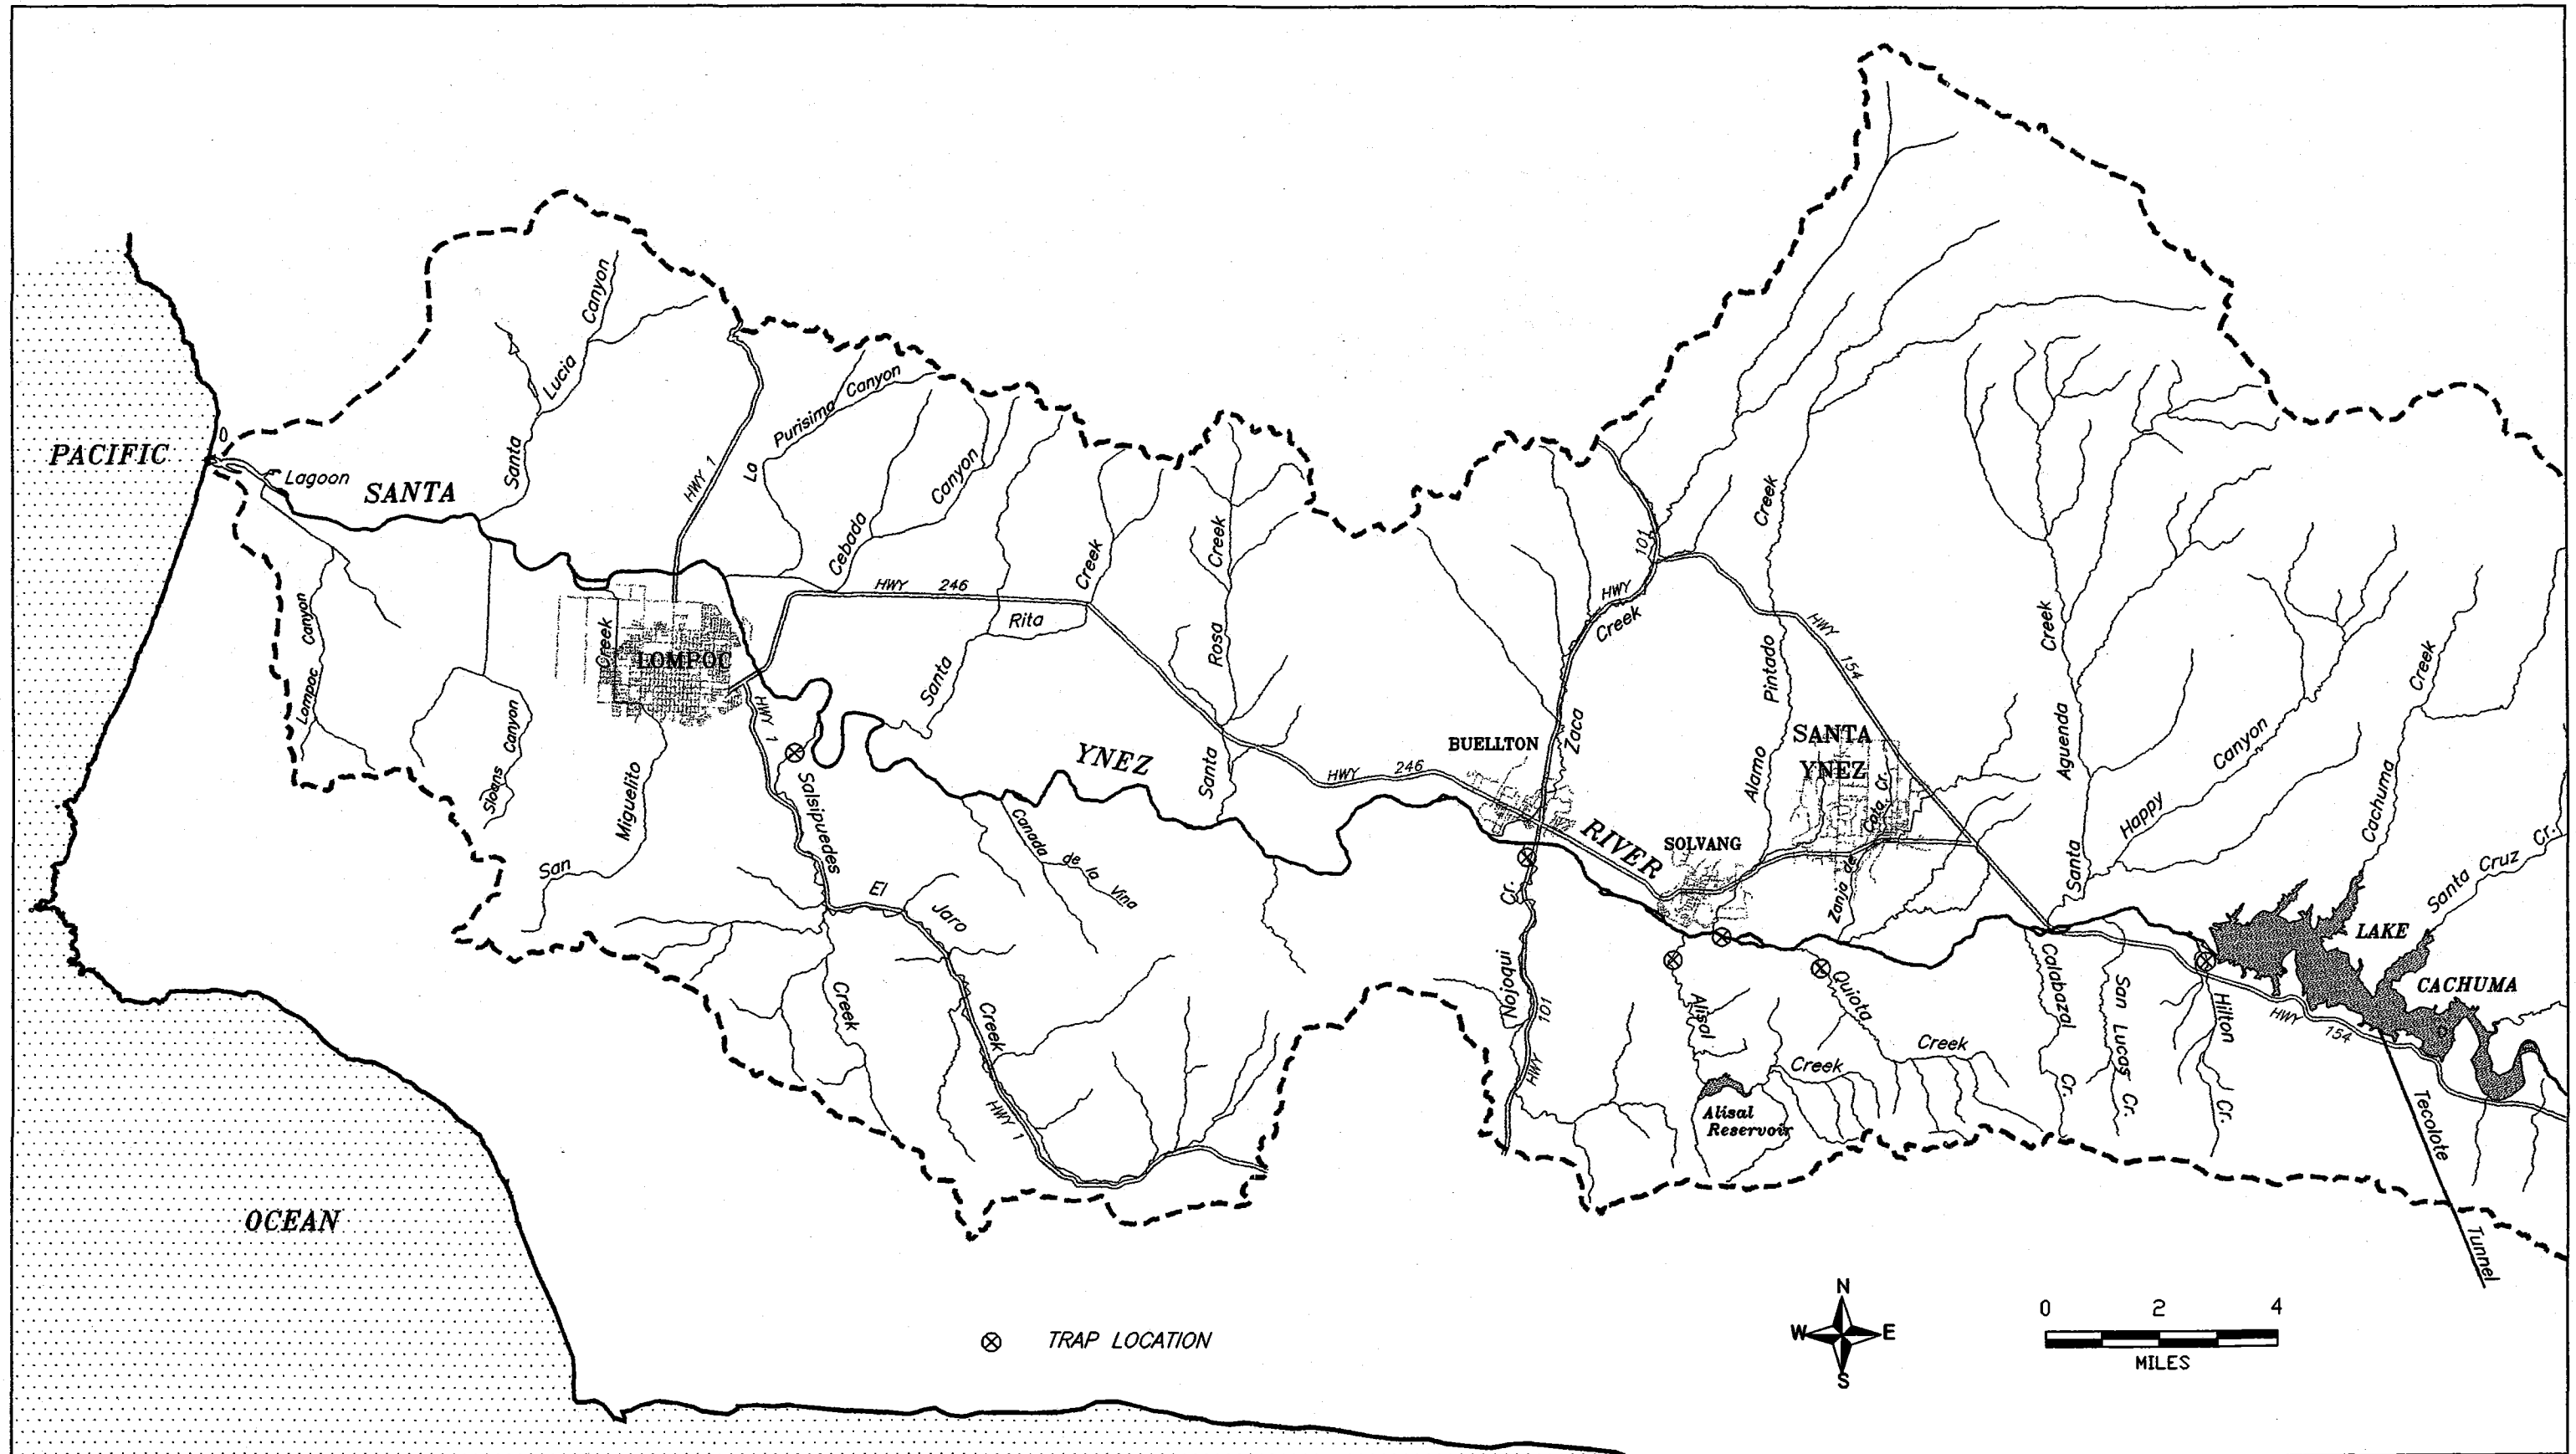 PACIFIC
OCEAN
0
Lagoon
SANTA
YNEZ
RIVER
Santa
Lucia
Canyon
HWY 1
La
Purisima
Canyon
Cebada
Canyon
HWY 246
Santa
Rita
Creek
Santa
Rosa
Creek
Creek
HWY 246
Lompoc
Canyon
Sloans
Canyon
Creek
LOMPOC
San
Miguelito
HWY 1
Salsipuedes
Creek
El
Jaro
Creek
HWY 1
Canada
de la
Vina
BUELLTON
Zaca
Creek
HWY
101
Nojoqui
Cr.
HWY
101
SOLVANG
Alamo
Pintado
Creek
SANTA
YNEZ
Zanja de
Cota Cr.
HWY
154
Santa
Aguenda
Creek
Happy
Canyon
Cachuma
Creek
Santa Cruz Cr.
LAKE
CACHUMA
Alisal
Creek
Alisal
Reservoir
Quiota
Creek
Calabazal
Cr.
San Lucas
Cr.
Hilton
Cr.
HWY
154
Tecolote
Tunnel
TRAP LOCATION
N
W
E
S
0 2 4
MILES